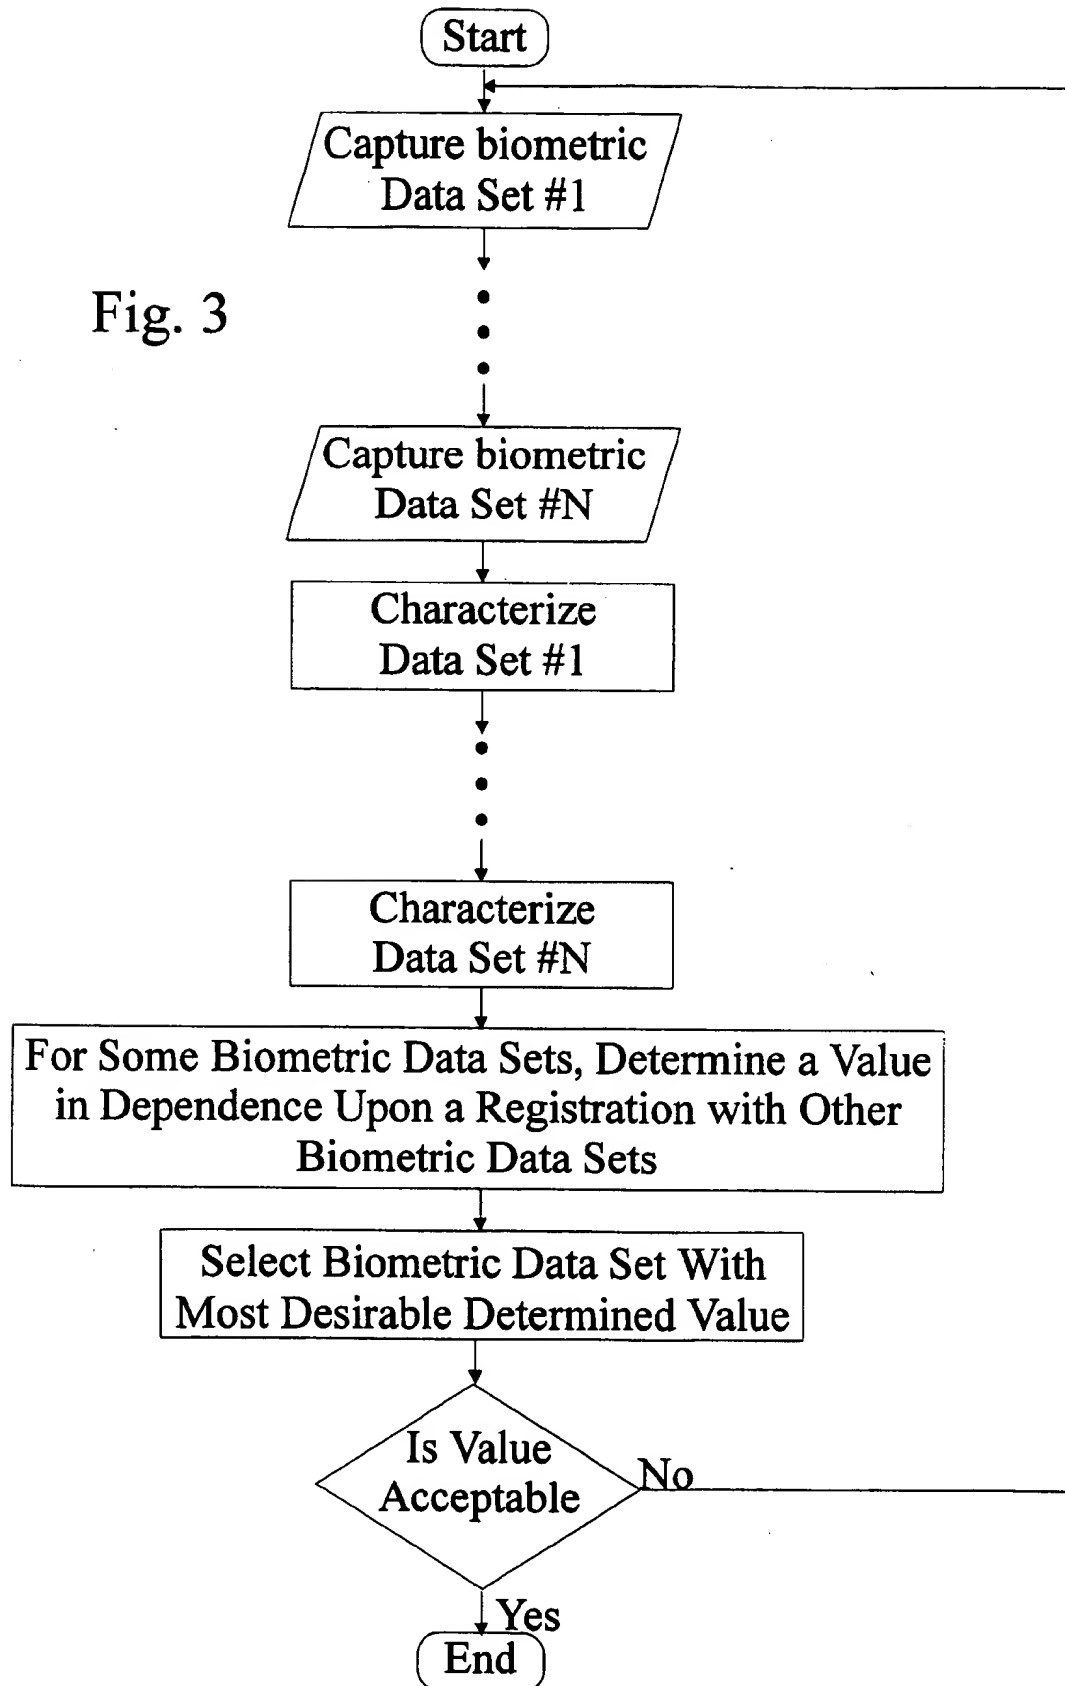 Start
Capture biometric
Data Set #1
Fig. 3
Capture biometric
Data Set #N
Characterize
Data Set #1
Characterize
Data Set #N
For Some Biometric Data Sets, Determine a Value
in Dependence Upon a Registration with Other
Biometric Data Sets
Select Biometric Data Set With
Most Desirable Determined Value
Is Value
Acceptable
No
Yes
End